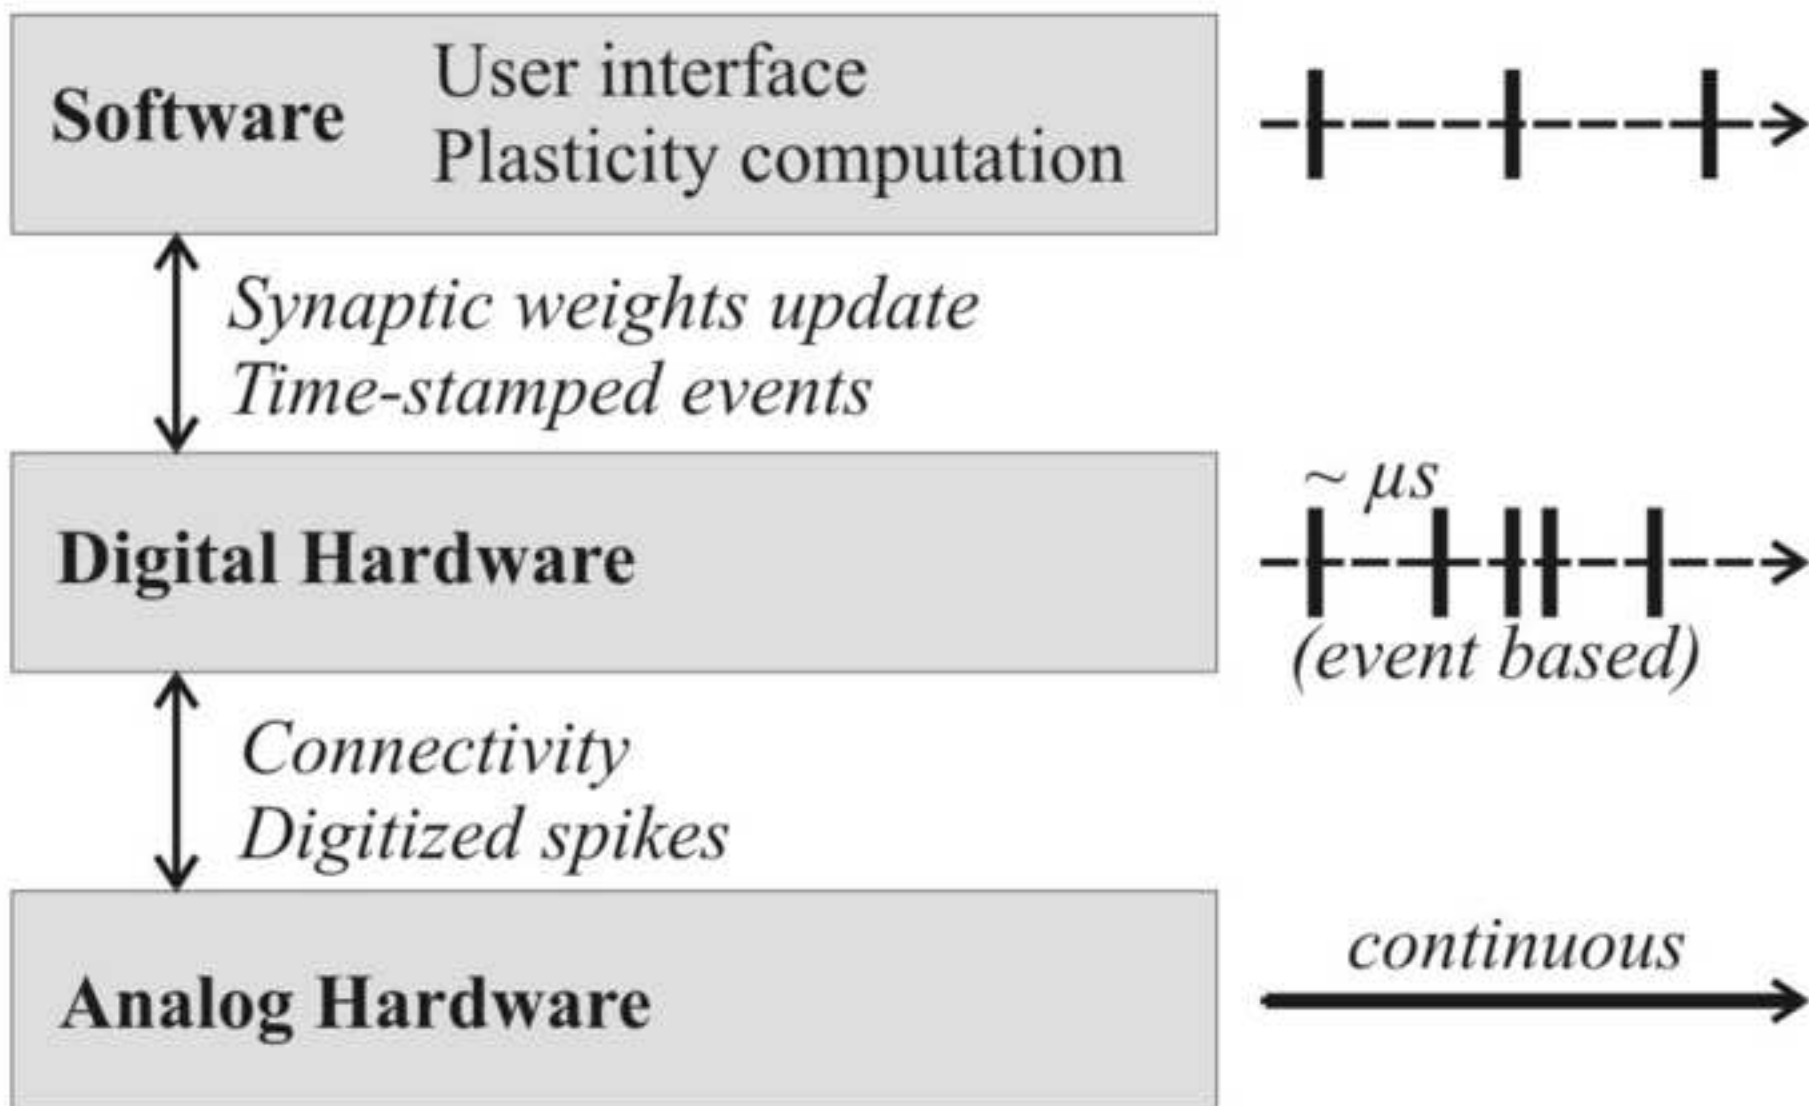 Software
User interface
Plasticity computation
Synaptic weights update
Time-stamped events
Digital Hardware
~ µs
(event based)
Connectivity
Digitized spikes
Analog Hardware
continuous